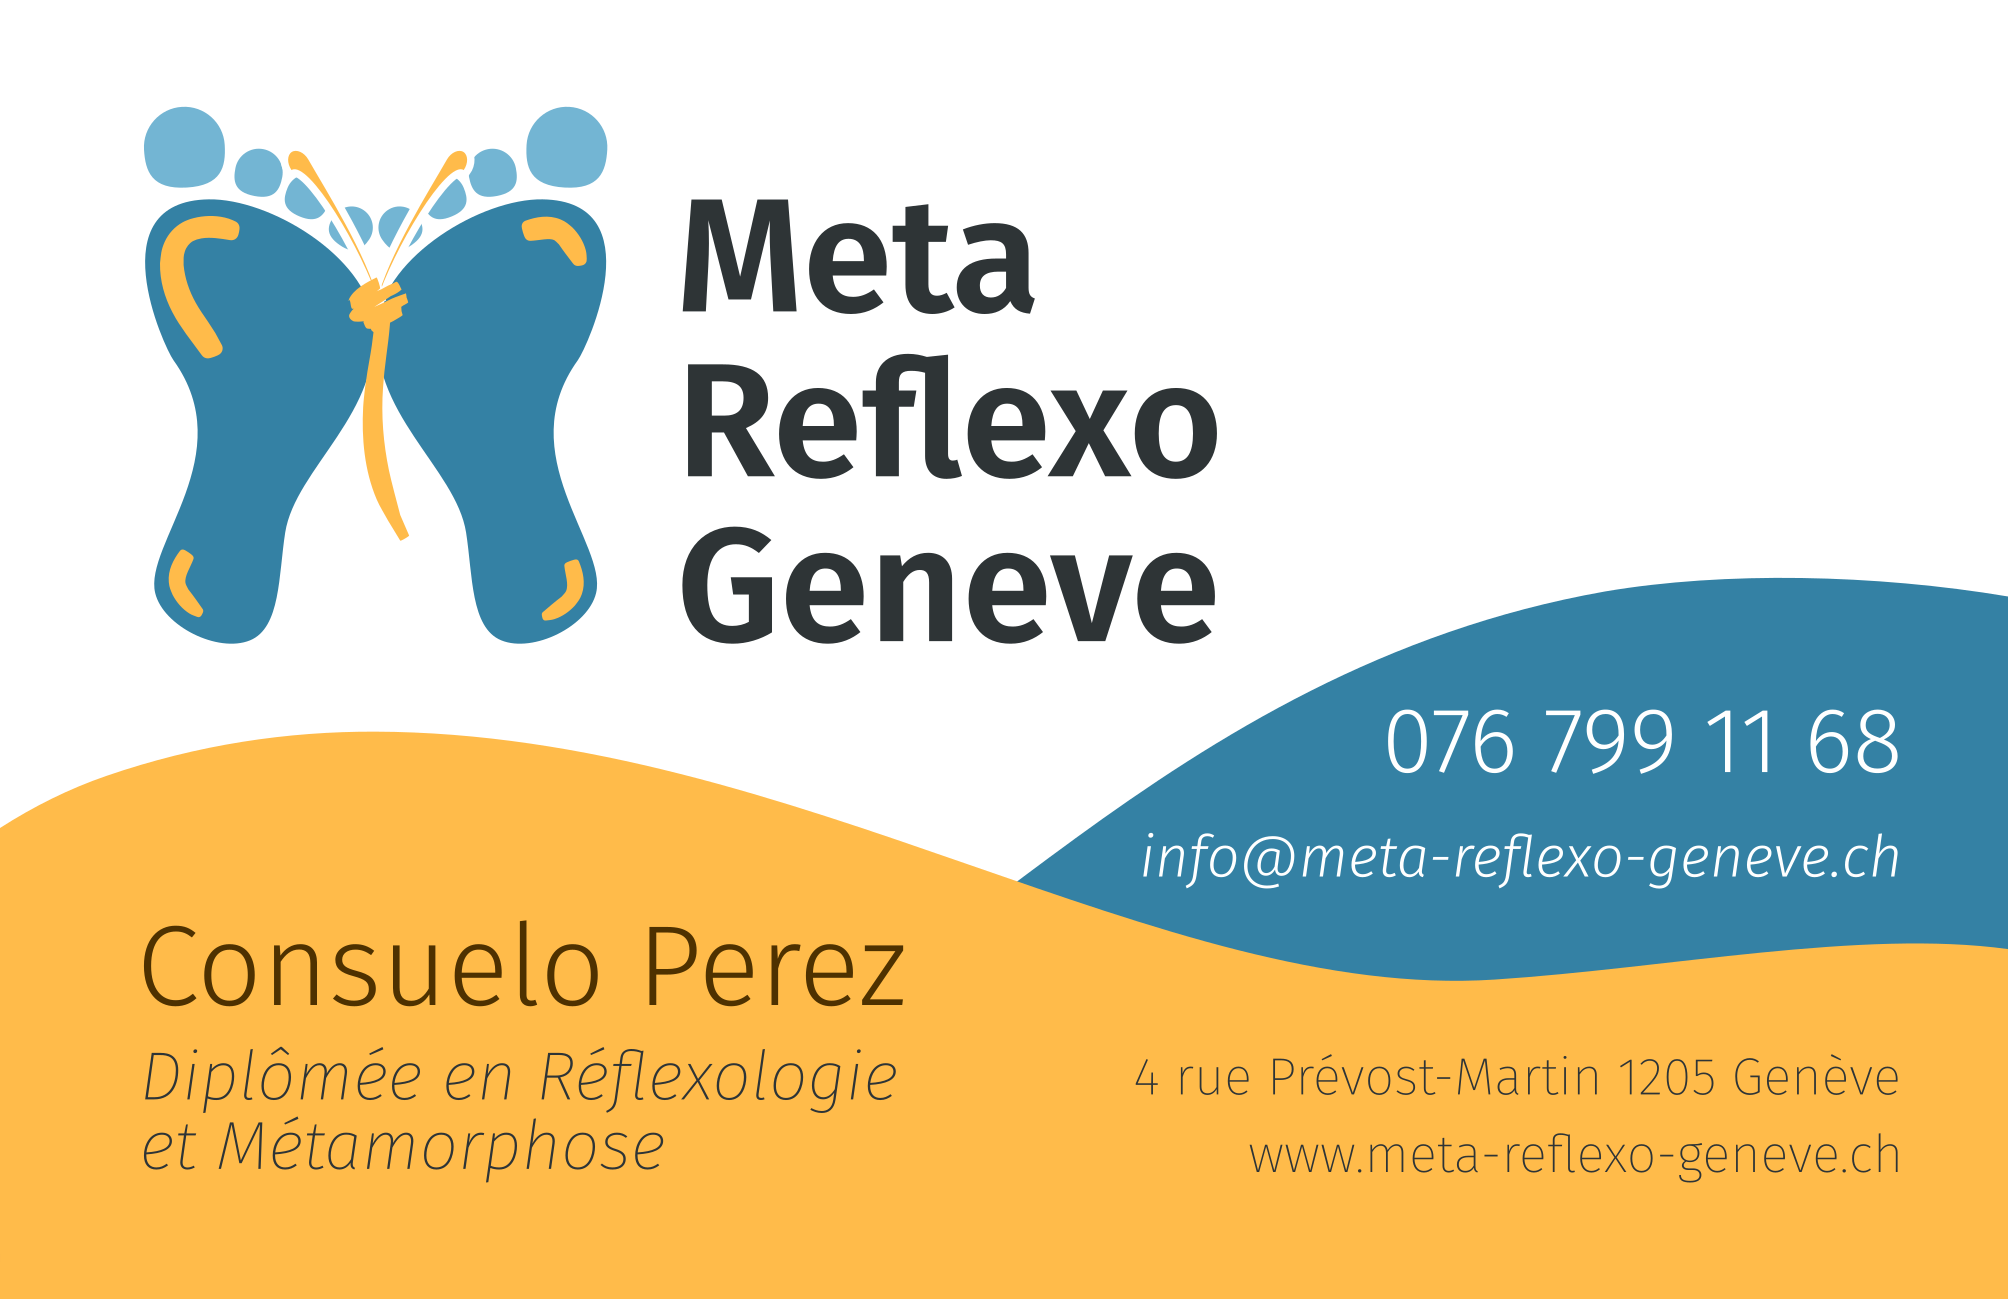 Meta
Reflexo
Geneve
076 799 11 68
info@meta-reflexo-geneve.ch
Consuelo Perez
Diplômée en Réflexologie
et Métamorphose
4 rue Prévost-Martin 1205 Genève
www.meta-reflexo-geneve.ch